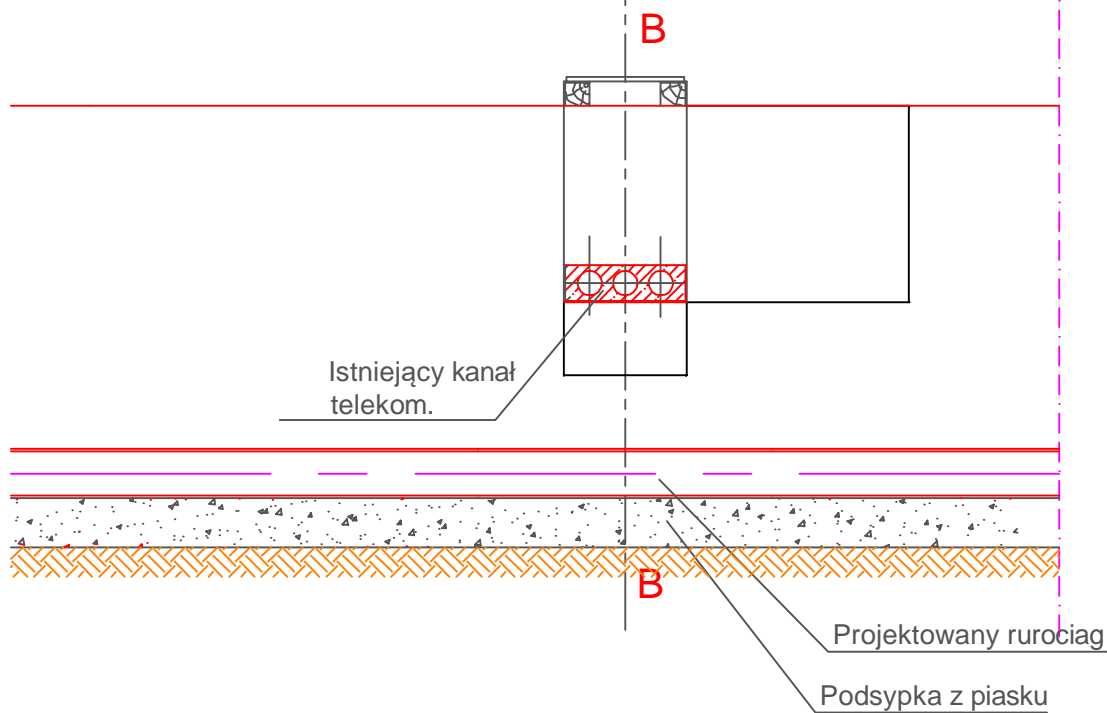 B
Istniejący kanał
telekom.
B
Projektowany rurociag
Podsypka z piasku